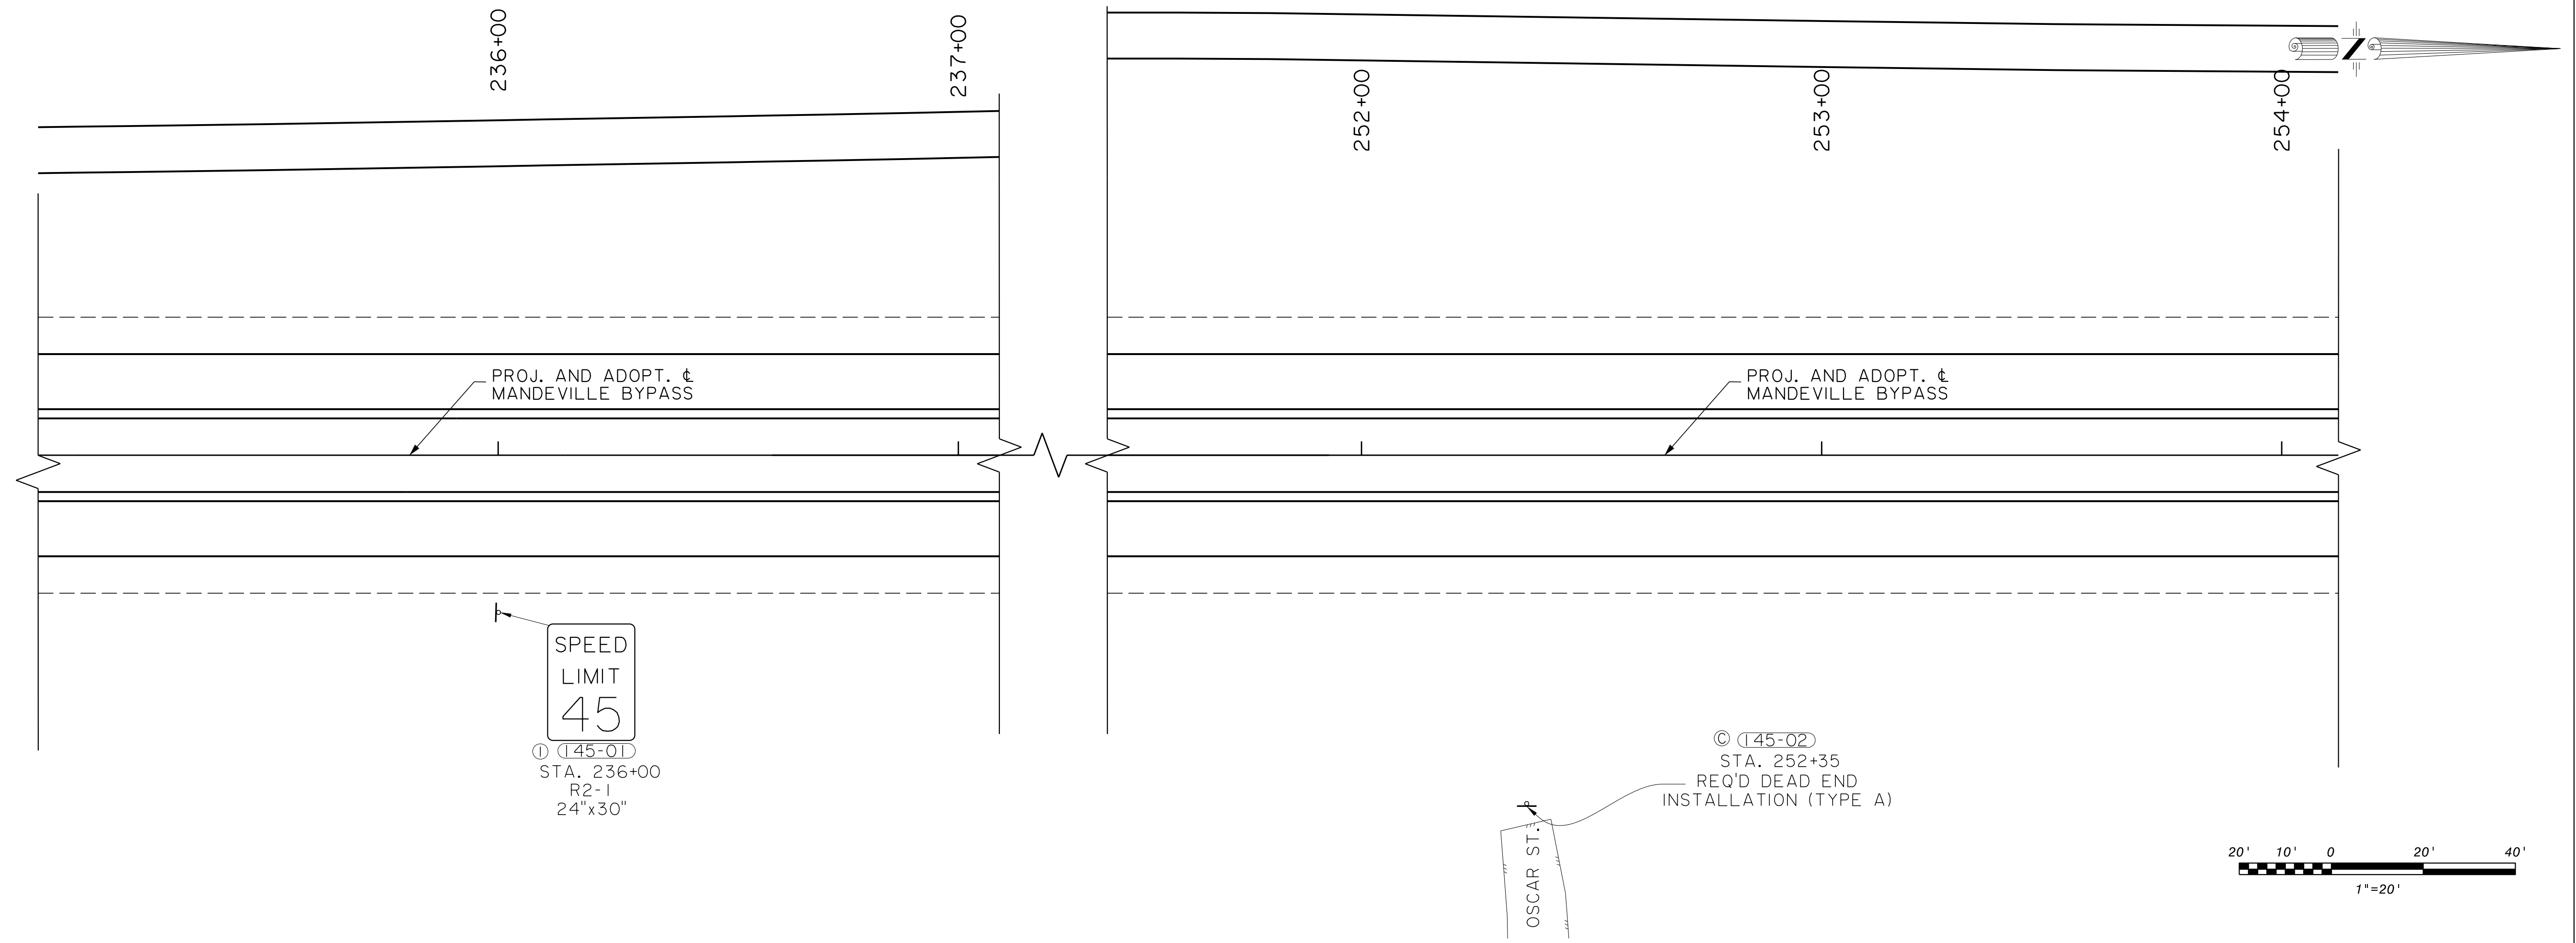 236+00
237+00
252+00
253+00
254+00
PROJ. AND ADOPT. ℄
MANDEVILLE BYPASS
PROJ. AND ADOPT. ℄
MANDEVILLE BYPASS
SPEED
LIMIT
45
1 145-01
STA. 236+00
R2-1
24"x30"
C 145-02
STA. 252+35
REQ'D DEAD END
INSTALLATION (TYPE A)
OSCAR ST.
20' 10' 0 20' 40'
1"=20'